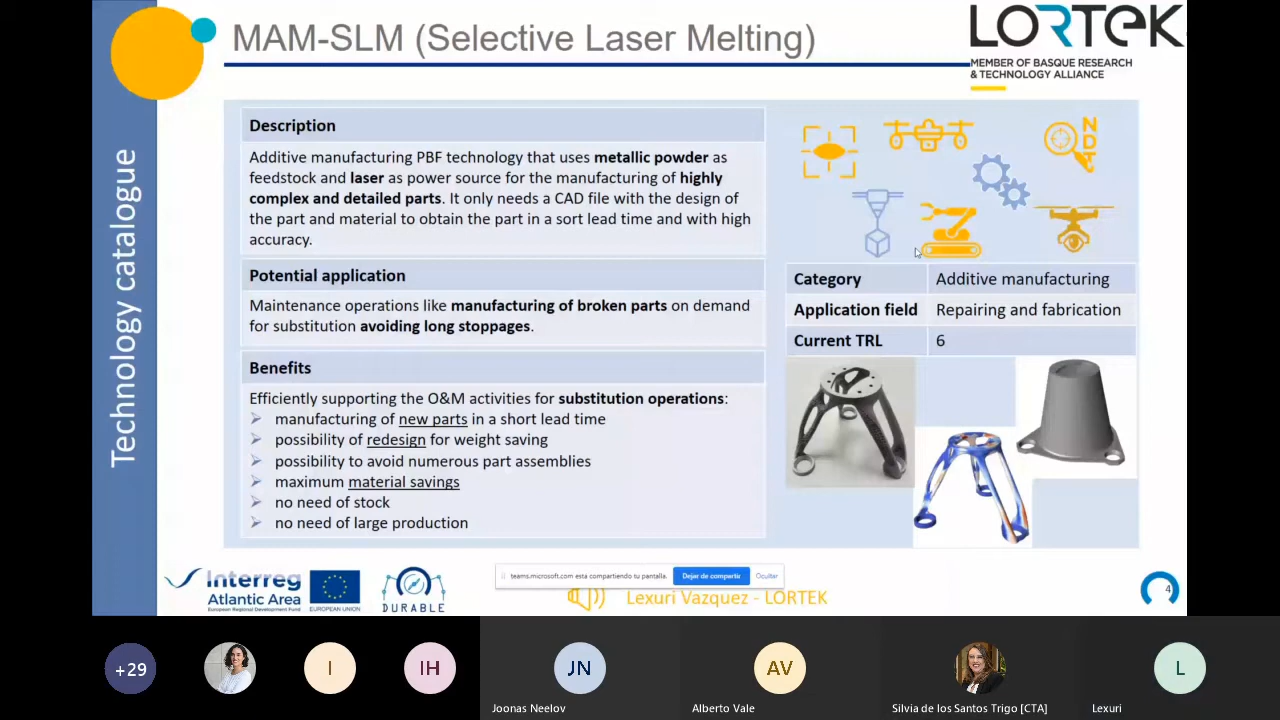 MAM-SLM (Selective Laser Melting)
LORTEK
MEMBER OF BASQUE RESEARCH
& TECHNOLOGY ALLIANCE
Technology catalogue
Description
Additive manufacturing PBF technology that uses metallic powder as
feedstock and laser as power source for the manufacturing of highly
complex and detailed parts. It only needs a CAD file with the design of
the part and material to obtain the part in a sort lead time and with high
accuracy.
Potential application
Maintenance operations like manufacturing of broken parts on demand
for substitution avoiding long stoppages.
Benefits
Efficiently supporting the O&M activities for substitution operations:
manufacturing of new parts in a short lead time
possibility of redesign for weight saving
possibility to avoid numerous part assemblies
maximum material savings
no need of stock
no need of large production
NDT
Category Additive manufacturing
Application field Repairing and fabrication
Current TRL 6
Interreg
Atlantic Area
European Regional Development Fund
EUROPEAN UNION
DURABLE
teams.microsoft.com está compartiendo tu pantalla.
Dejar de compartir
Ocultar
Lexuri Vazquez - LORTEK
4
+29
I
IH
JN
Joonas Neelov
AV
Alberto Vale
Silvia de los Santos Trigo [CTA]
L
Lexuri